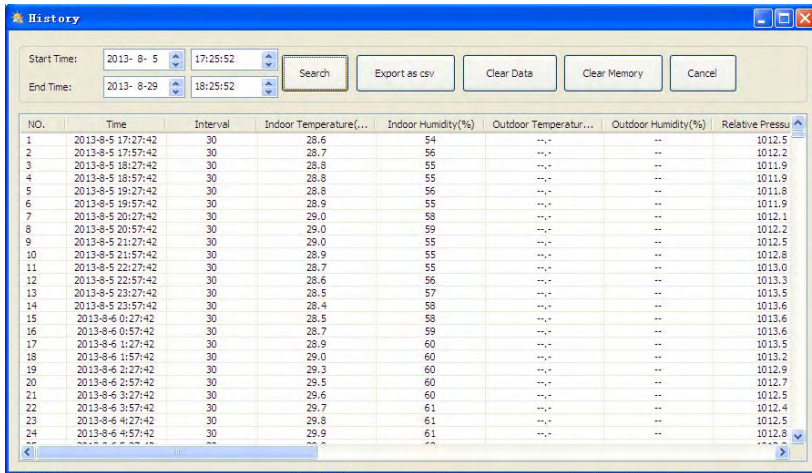 History
Start Time: 2013- 8- 5 17:25:52
End Time: 2013- 8-29 18:25:52
Search Export as csv Clear Data Clear Memory Cancel
NO. Time Interval Indoor Temperature(... Indoor Humidity(%) Outdoor Temperatur... Outdoor Humidity(%) Relative Pressu
1 2013-8-5 17:27:42 30 28.6 54 --.- -- 1012.5
2 2013-8-5 17:57:42 30 28.7 56 --.- -- 1012.2
3 2013-8-5 18:27:42 30 28.8 55 --.- -- 1011.9
4 2013-8-5 18:57:42 30 28.8 55 --.- -- 1011.9
5 2013-8-5 19:27:42 30 28.8 56 --.- -- 1011.8
6 2013-8-5 19:57:42 30 28.9 55 --.- -- 1011.9
7 2013-8-5 20:27:42 30 29.0 58 --.- -- 1012.1
8 2013-8-5 20:57:42 30 29.0 59 --.- -- 1012.2
9 2013-8-5 21:27:42 30 29.0 55 --.- -- 1012.5
10 2013-8-5 21:57:42 30 28.9 55 --.- -- 1012.8
11 2013-8-5 22:27:42 30 28.7 55 --.- -- 1013.0
12 2013-8-5 22:57:42 30 28.6 56 --.- -- 1013.3
13 2013-8-5 23:27:42 30 28.5 57 --.- -- 1013.5
14 2013-8-5 23:57:42 30 28.4 58 --.- -- 1013.6
15 2013-8-6 0:27:42 30 28.5 58 --.- -- 1013.6
16 2013-8-6 0:57:42 30 28.7 59 --.- -- 1013.6
17 2013-8-6 1:27:42 30 28.9 60 --.- -- 1013.5
18 2013-8-6 1:57:42 30 29.0 60 --.- -- 1013.2
19 2013-8-6 2:27:42 30 29.3 60 --.- -- 1012.9
20 2013-8-6 2:57:42 30 29.5 60 --.- -- 1012.7
21 2013-8-6 3:27:42 30 29.6 60 --.- -- 1012.5
22 2013-8-6 3:57:42 30 29.7 61 --.- -- 1012.4
23 2013-8-6 4:27:42 30 29.8 61 --.- -- 1012.5
24 2013-8-6 4:57:42 30 29.9 61 --.- -- 1012.8